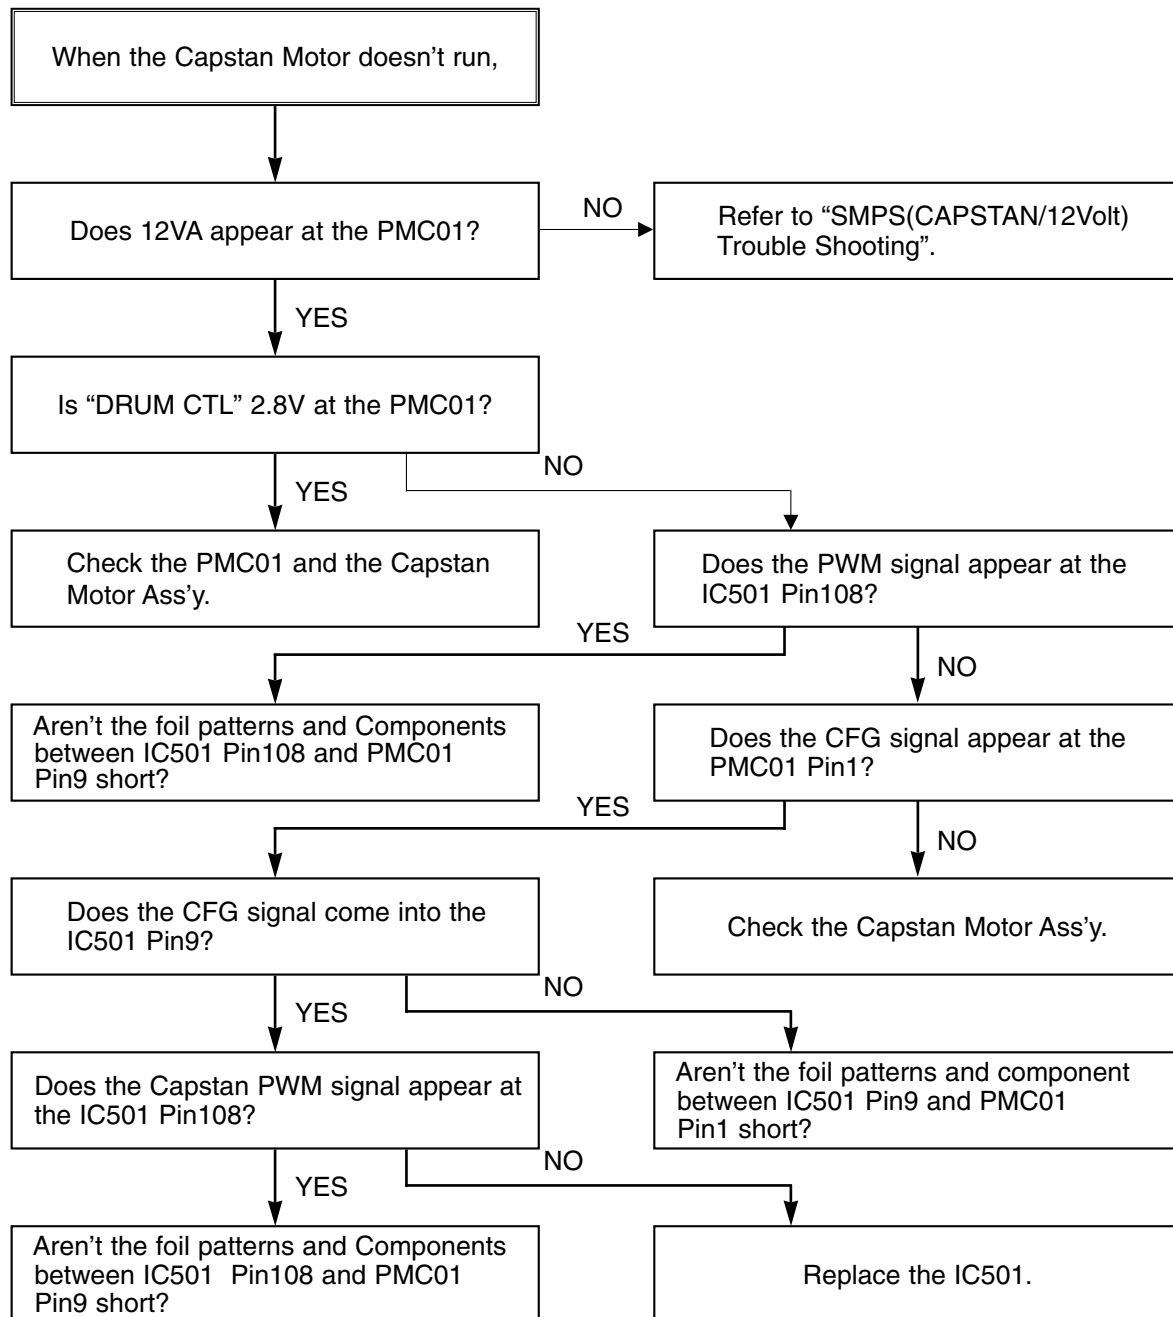 When the Capstan Motor doesn't run,
Does 12VA appear at the PMC01?
NO
Refer to “SMPS(CAPSTAN/12Volt)
Trouble Shooting”.
YES
Is “DRUM CTL” 2.8V at the PMC01?
NO
YES
Check the PMC01 and the Capstan
Motor Ass'y.
Does the PWM signal appear at the
IC501 Pin108?
YES
NO
Aren't the foil patterns and Components
between IC501 Pin108 and PMC01
Pin9 short?
Does the CFG signal appear at the
PMC01 Pin1?
YES
NO
Does the CFG signal come into the
IC501 Pin9?
Check the Capstan Motor Ass'y.
NO
YES
Does the Capstan PWM signal appear at
the IC501 Pin108?
Aren't the foil patterns and component
between IC501 Pin9 and PMC01
Pin1 short?
NO
YES
Aren't the foil patterns and Components
between IC501 Pin108 and PMC01
Pin9 short?
Replace the IC501.